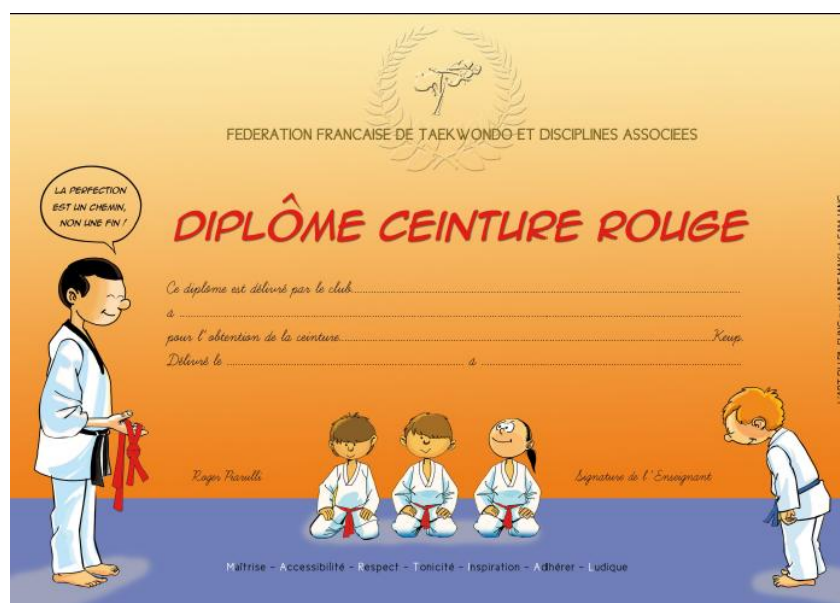 FEDERATION FRANCAISE DE TAEKWONDO ET DISCIPLINES ASSOCIEES
LA PERFECTION
EST UN CHEMIN,
NON UNE FIN !
DIPLÔME CEINTURE ROUGE
Ce diplôme est délivré par le club
à
pour l'obtention de la ceinture Keup.
Délivré le à
Roger Piarulli
Signature de l'Enseignant
Maîtrise - Accessibilité - Respect - Tonicité - Inspiration - Adhérer - Ludique